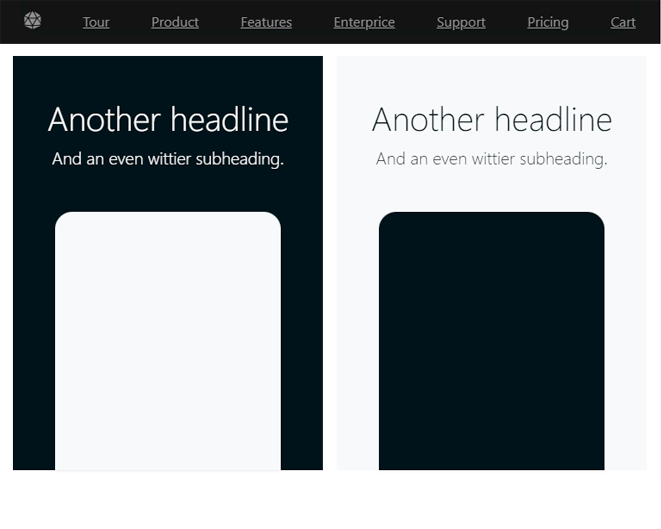 Tour Product Features Enterprice Support Pricing Cart
Another headline
And an even wittier subheading.
Another headline
And an even wittier subheading.